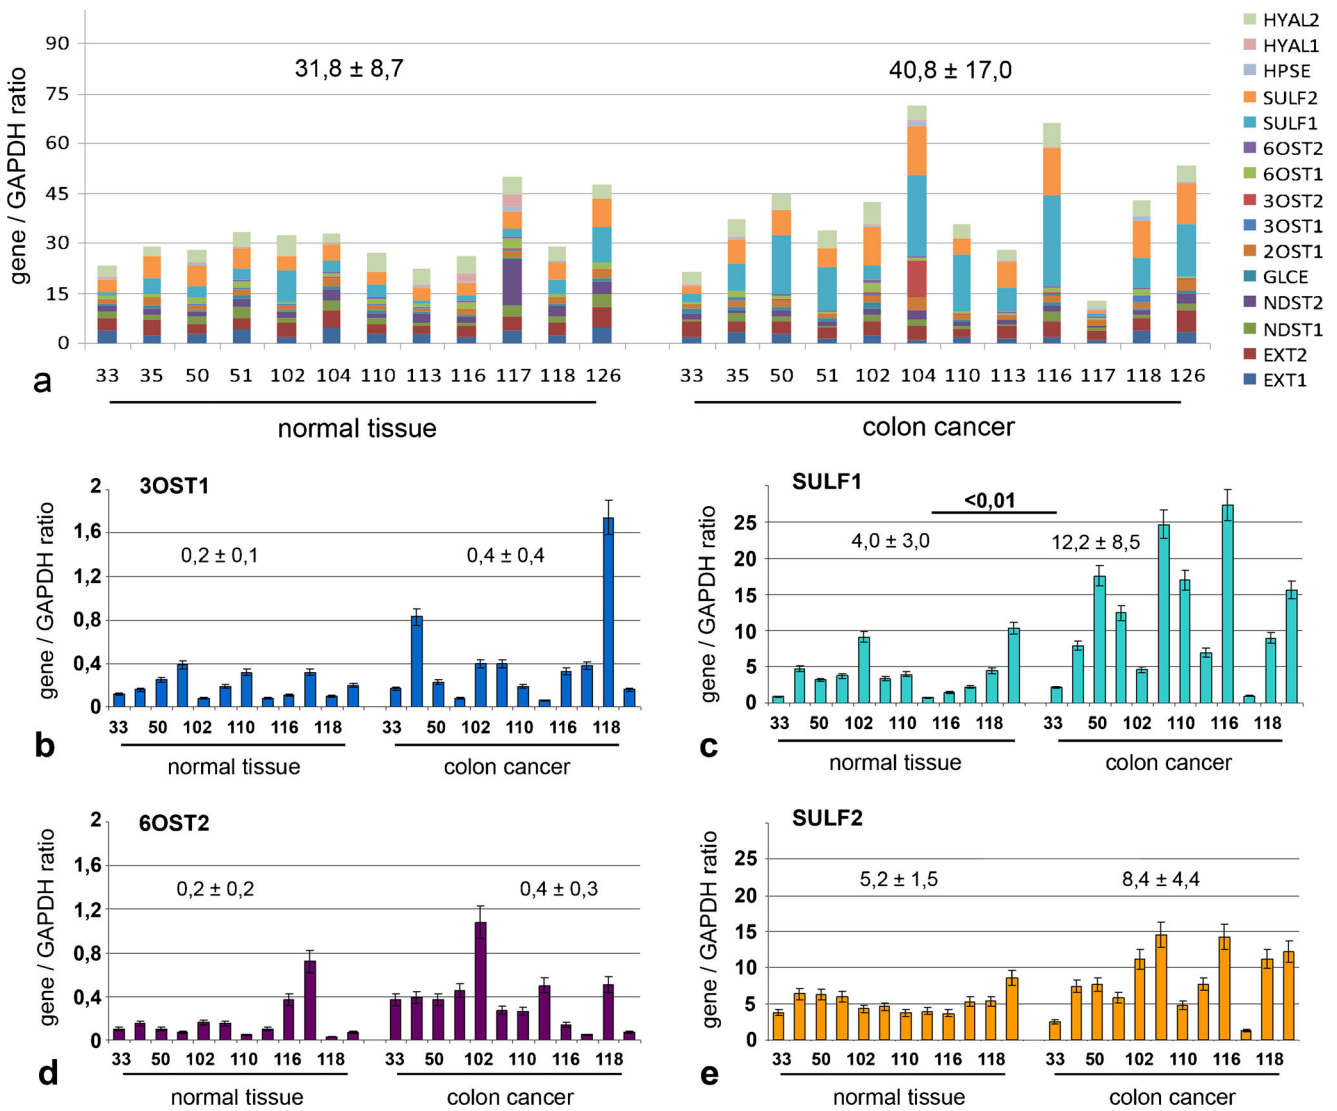 gene / GAPDH ratio
90
75
60
45
30
15
0
31,8 ± 8,7
40,8 ± 17,0
HYAL2
HYAL1
HPSE
SULF2
SULF1
6OST2
6OST1
3OST2
3OST1
2OST1
GLCE
NDST2
NDST1
EXT2
EXT1
33 35 50 51 102 104 110 113 116 117 118 126
33 35 50 51 102 104 110 113 116 117 118 126
a
normal tissue
colon cancer
3OST1
gene / GAPDH ratio
2
1.6
1,2
0.8
0.4
0
0,2 ± 0,1
0,4 ± 0,4
33 50 102 110 116 118
33 50 102 110 116 118
b
normal tissue
colon cancer
SULF1
gene / GAPDH ratio
25
20
15
10
5
0
<0,01
4,0 ± 3,0
12,2 ± 8,5
33 50 102 110 116 118
33 50 102 110 116 118
c
normal tissue
colon cancer
6OST2
gene / GAPDH ratio
2
1.6
1,2
0.8
0,4
0
0,2 ± 0,2
0,4 ± 0,3
33 50 102 110 116 118
33 50 102 110 116 118
d
normal tissue
colon cancer
SULF2
gene / GAPDH ratio
25
20
15
10
5
0
5,2 ± 1,5
8,4 ± 4,4
33 50 102 110 116 118
33 50 102 110 116 118
e
normal tissue
colon cancer